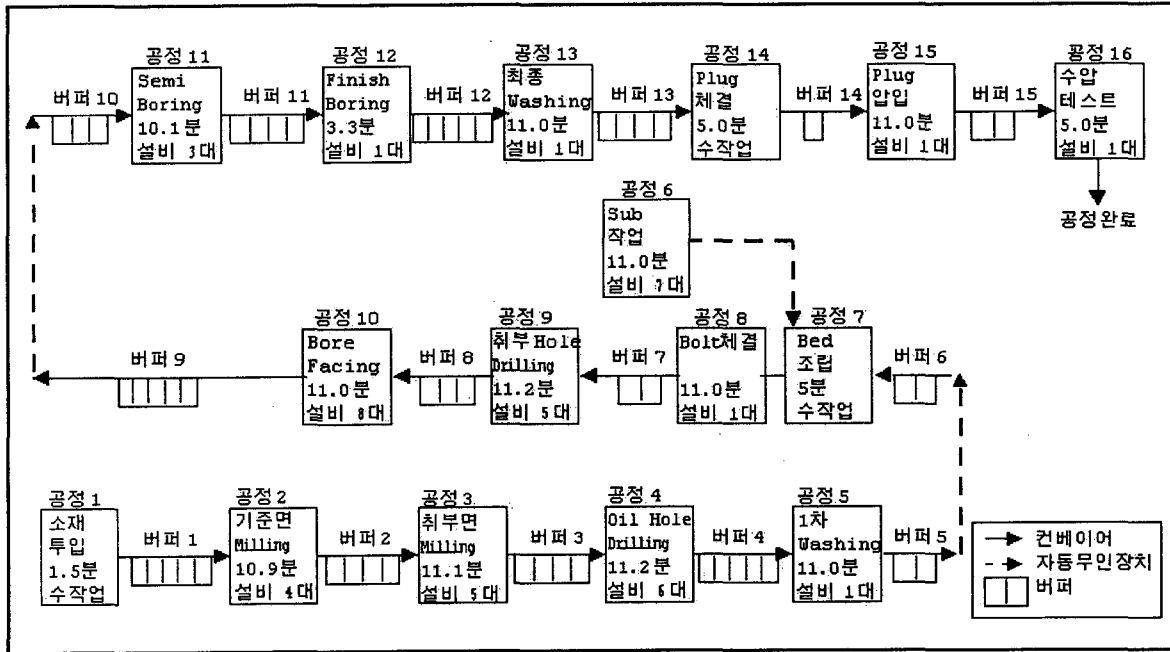 공정 11
Semi
Boring
10.1분
설비 3대
공정 12
Finish
Boring
3.3분
설비 1대
공정 13
최종
Washing
11.0분
설비 1대
공정 14
Plug
체결
5.0분
수작업
공정 15
Plug
압입
11.0분
설비 1대
공정 16
수압
테스트
5.0분
설비 1대
버퍼 10
버퍼 11
버퍼 12
버퍼 13
버퍼 14
버퍼 15
공정완료
공정 6
Sub
작업
11.0분
설비 7대
공정 10
Bore
Facing
11.0분
설비 8대
공정 9
취부Hole
Drilling
11.2분
설비 5대
공정 8
Bolt체결
11.0분
설비 1대
공정 7
Bed
조립
5분
수작업
버퍼 9
버퍼 8
버퍼 7
버퍼 6
공정 1
소재
투입
1.5분
수작업
공정 2
기준면
Milling
10.9분
설비 4대
공정 3
취부면
Milling
11.1분
설비 5대
공정 4
Oil Hole
Drilling
11.2분
설비 6대
공정 5
1차
Washing
11.0분
설비 1대
버퍼 1
버퍼 2
버퍼 3
버퍼 4
버퍼 5
컨베이어
자동무인장치
버퍼